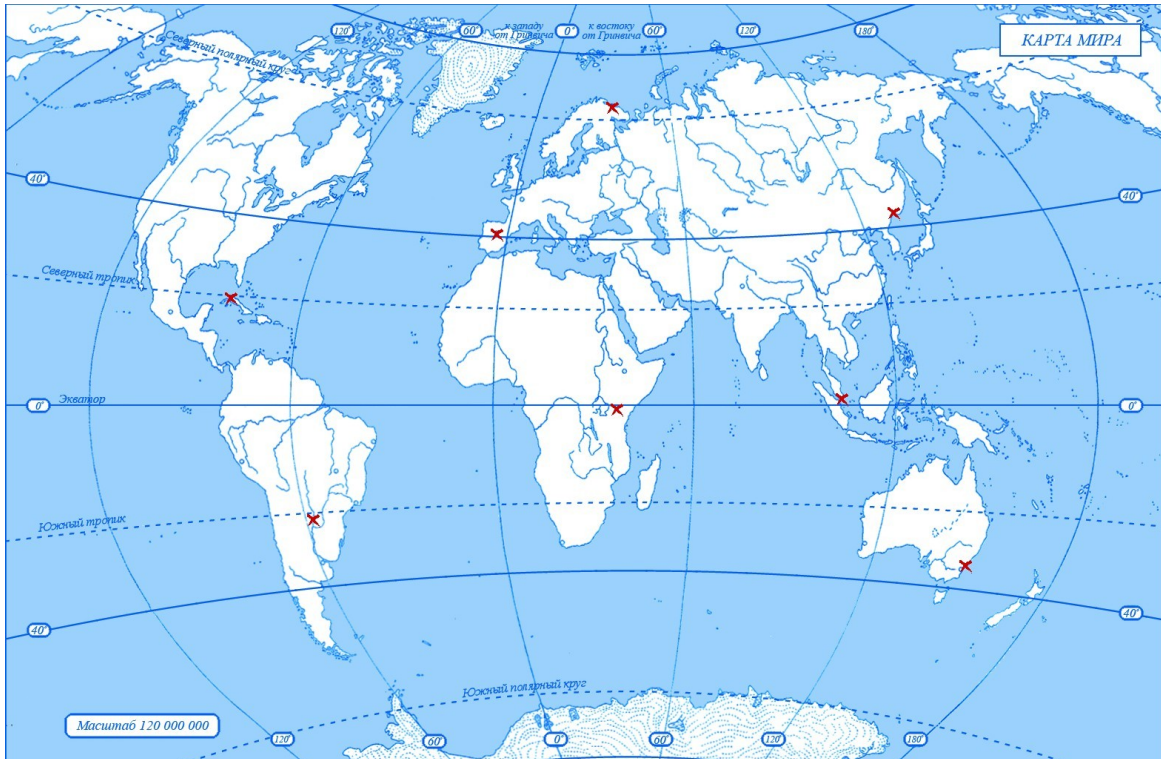 120°
60°
к западу
от Гринвича
0°
к востоку
от Гринвича
60°
120°
180°
КАРТА МИРА
Северный полярный круг
40°
40°
Северный тропик
0°
Экватор
0°
Южный тропик
40°
40°
Южный полярный круг
Масштаб 120 000 000
120°
60°
0°
60°
120°
180°